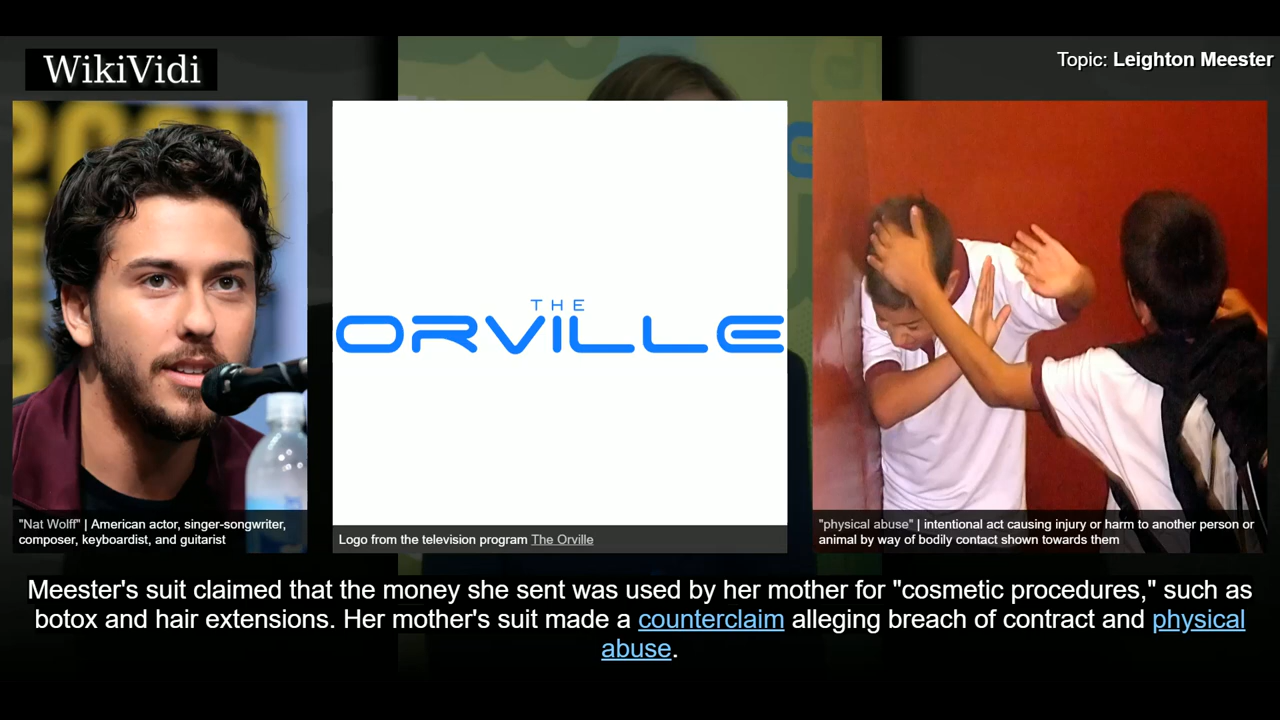 WikiVidi
Topic: Leighton Meester
THE
ORVILLE
"Nat Wolff" | American actor, singer-songwriter,
composer, keyboardist, and guitarist
Logo from the television program The Orville
"physical abuse" | intentional act causing injury or harm to another person or
animal by way of bodily contact shown towards them
Meester's suit claimed that the money she sent was used by her mother for "cosmetic procedures," such as
botox and hair extensions. Her mother's suit made a counterclaim alleging breach of contract and physical
abuse.